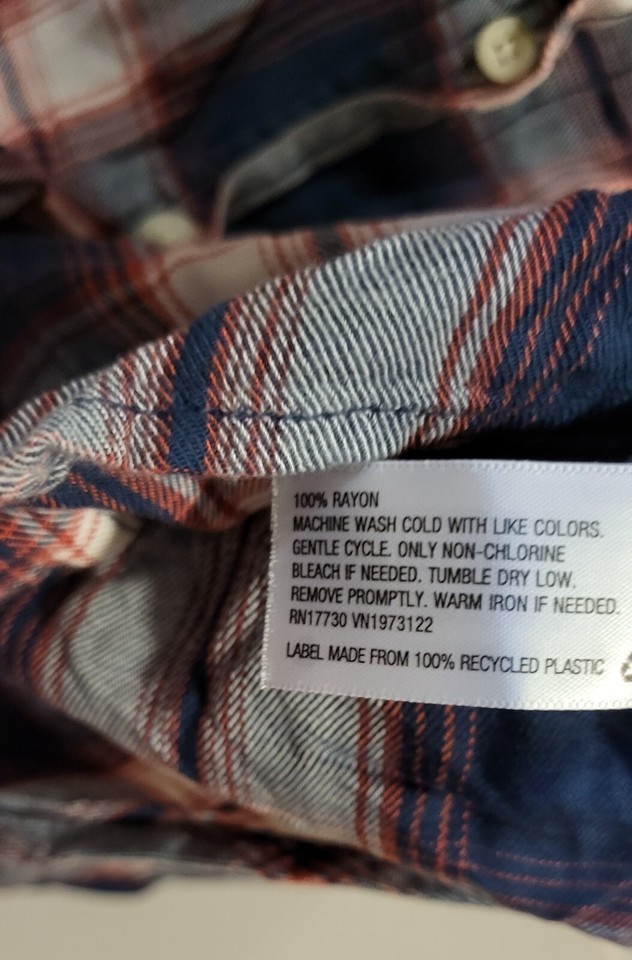 100% RAYON
MACHINE WASH COLD WITH LIKE COLORS.
GENTLE CYCLE. ONLY NON-CHLORINE
BLEACH IF NEEDED. TUMBLE DRY LOW.
REMOVE PROMPTLY. WARM IRON IF NEEDED.
RN17730 VN1973122
LABEL MADE FROM 100% RECYCLED PLASTIC